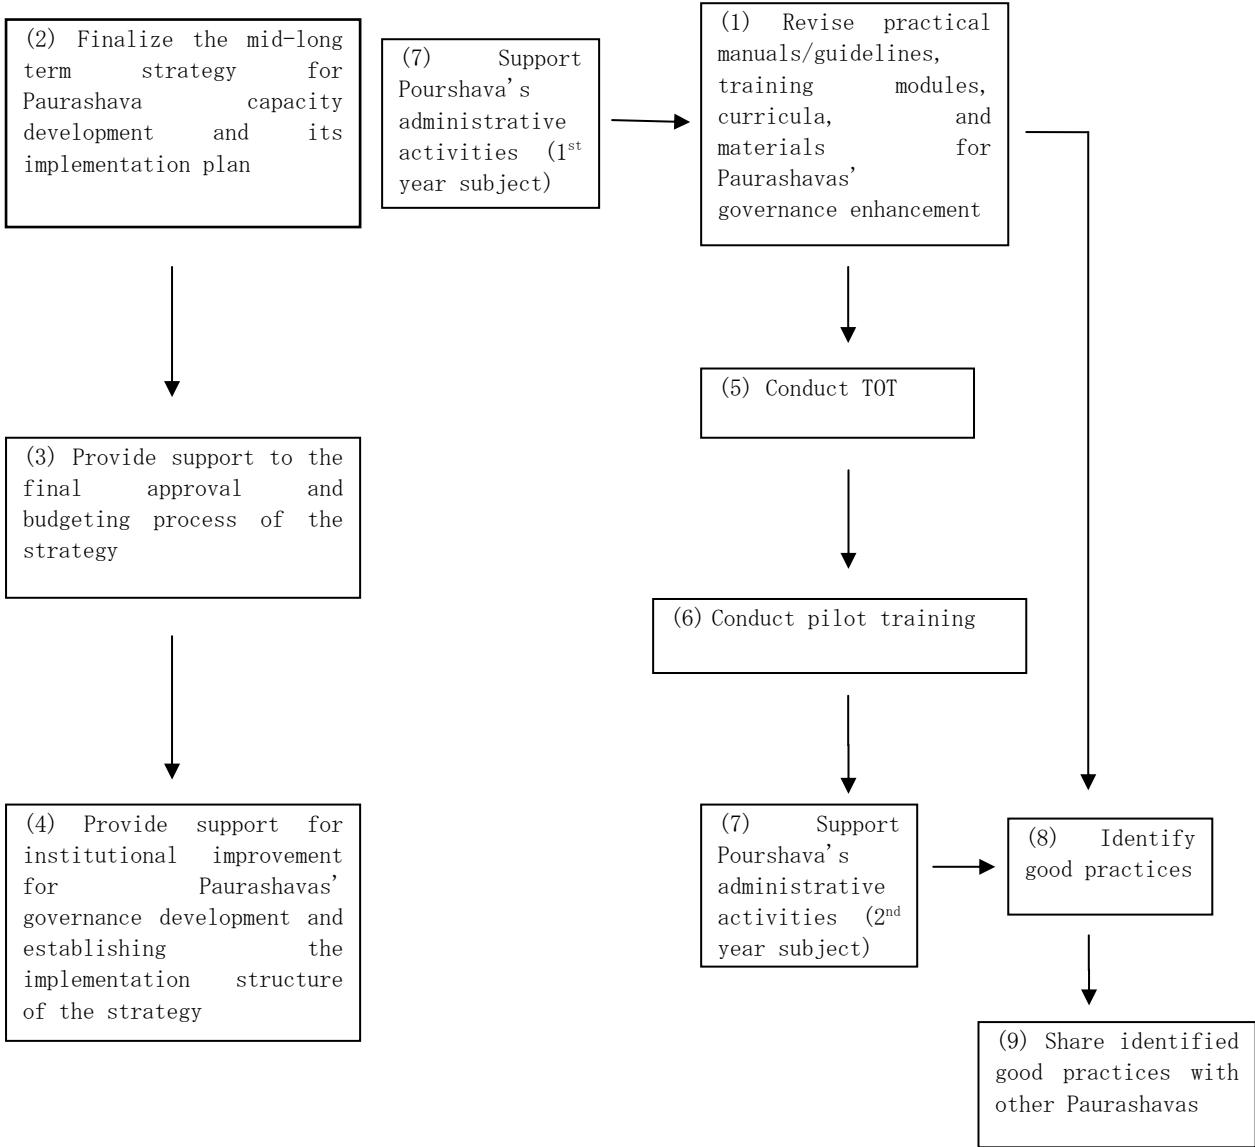 (2) Finalize the mid-long
term strategy for
Paurashava capacity
development and its
implementation plan
(7) Support
Pourshava's
administrative
activities (1st
year subject)
(1) Revise practical
manuals/guidelines,
training modules,
curricula, and
materials for
Paurashavas'
governance enhancement
(5) Conduct TOT
(3) Provide support to the
final approval and
budgeting process of the
strategy
(6) Conduct pilot training
(4) Provide support for
institutional improvement
for Paurashavas'
governance development and
establishing the
implementation structure
of the strategy
(7) Support
Pourshava's
administrative
activities (2nd
year subject)
(8) Identify
good practices
(9) Share identified
good practices with
other Paurashavas